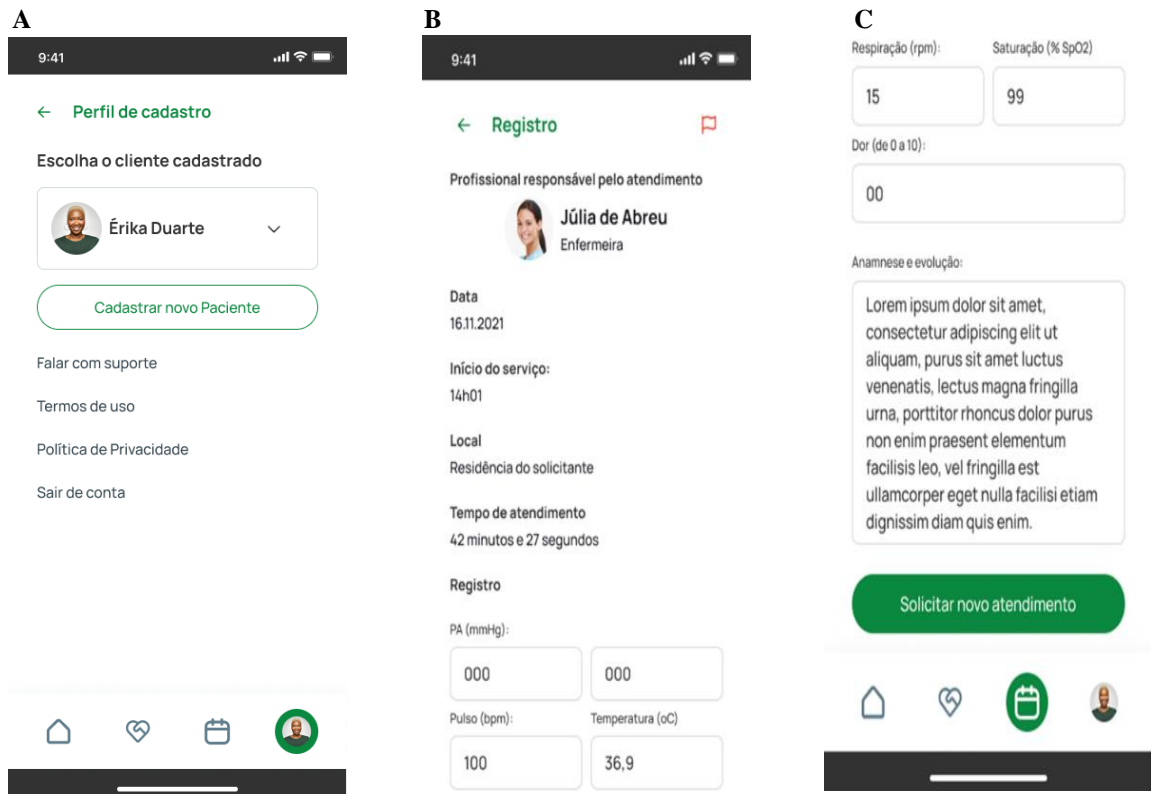 A
9:41
Perfil de cadastro
Escolha o cliente cadastrado
Érika Duarte
Cadastrar novo Paciente
Falar com suporte
Termos de uso
Política de Privacidade
Sair de conta
B
9:41
Registro
Profissional responsável pelo atendimento
Júlia de Abreu
Enfermeira
Data
16.11.2021
Início do serviço:
14h01
Local
Residência do solicitante
Tempo de atendimento
42 minutos e 27 segundos
Registro
PA (mmHg):
000 000
Pulso (bpm): Temperatura (oC)
100 36,9
C
Respiração (rpm): Saturação (% SpO2)
15 99
Dor (de 0 a 10):
00
Anamnese e evolução:
Lorem ipsum dolor sit amet,
consectetur adipiscing elit ut
aliquam, purus sit amet luctus
venenatis, lectus magna fringilla
urna, porttitor rhoncus dolor purus
non enim praesent elementum
facilisis leo, vel fringilla est
ullamcorper eget nulla facilisi etiam
dignissim diam quis enim.
Solicitar novo atendimento